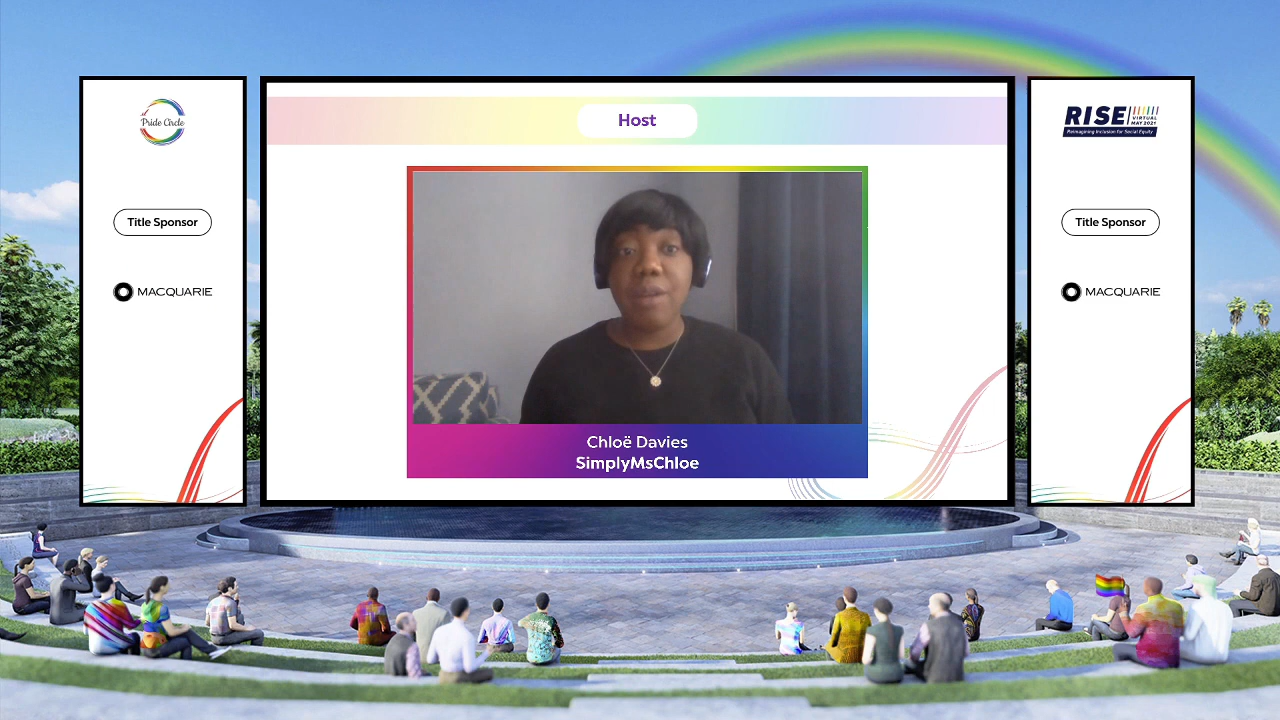 Pride Circle
Title Sponsor
MACQUARIE
Host
Chloë Davies
SimplyMsChloe
RISE
VIRTUAL
MAY 2021
Reimagining Inclusion for Social Equity
Title Sponsor
MACQUARIE